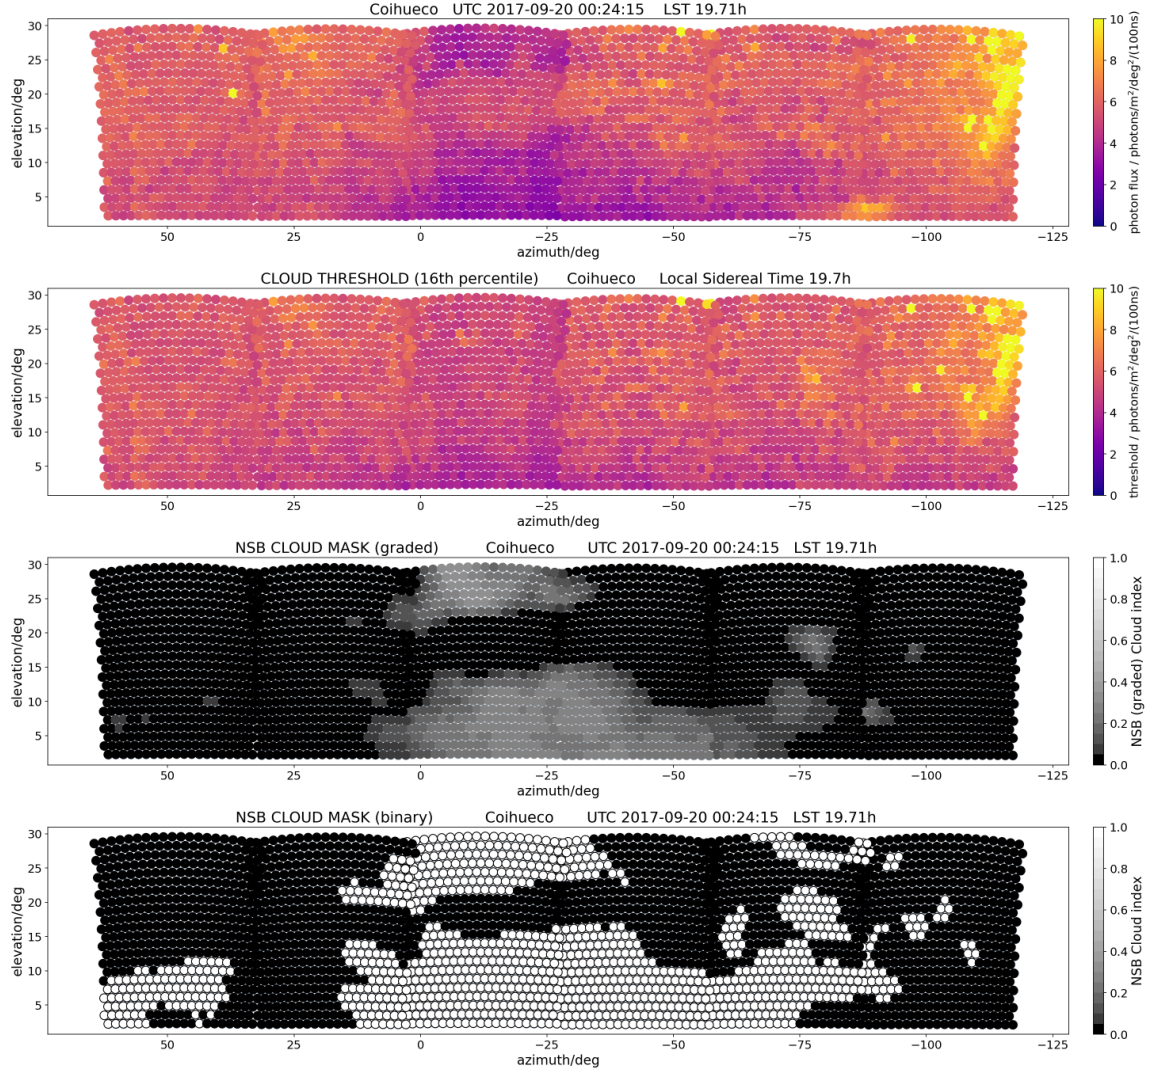 Coihueco UTC 2017-09-20 00:24:15 LST 19.71h
30
25
20
15
10
5
elevation/deg
50 25 0 −25 −50 −75 −100 −125
azimuth/deg
10
8
6
4
2
0
photon flux / photons/m²/deg²/(100ns)
CLOUD THRESHOLD (16th percentile) Coihueco Local Sidereal Time 19.7h
30
25
20
15
10
5
elevation/deg
50 25 0 −25 −50 −75 −100 −125
azimuth/deg
10
8
6
4
2
0
threshold / photons/m²/deg²/(100ns)
NSB CLOUD MASK (graded) Coihueco UTC 2017-09-20 00:24:15 LST 19.71h
30
25
20
15
10
5
elevation/deg
50 25 0 −25 −50 −75 −100 −125
azimuth/deg
1.0
0.8
0.6
0.4
0.2
0.0
NSB (graded) Cloud index
NSB CLOUD MASK (binary) Coihueco UTC 2017-09-20 00:24:15 LST 19.71h
30
25
20
15
10
5
elevation/deg
50 25 0 −25 −50 −75 −100 −125
azimuth/deg
1.0
0.8
0.6
0.4
0.2
0.0
NSB Cloud index